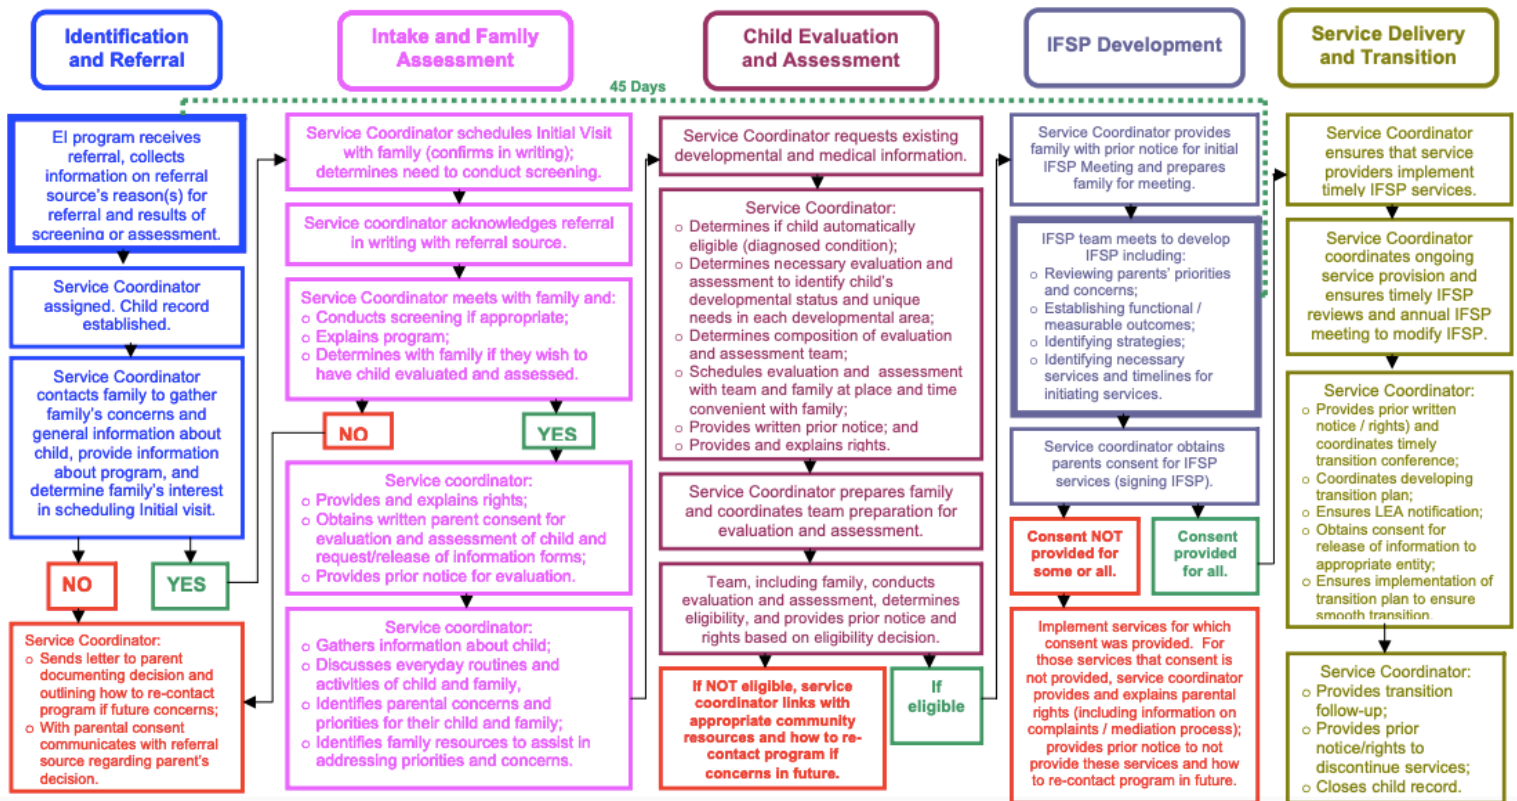 Identification
and Referral
Intake and Family
Assessment
Child Evaluation
and Assessment
IFSP Development
Service Delivery
and Transition
45 Days
EI program receives
referral, collects
information on referral
source's reason(s) for
referral and results of
screening or assessment.
Service Coordinator
assigned. Child record
established.
Service Coordinator
contacts family to gather
family's concerns and
general information about
child, provide information
about program, and
determine family's interest
in scheduling Initial visit.
NO
YES
Service Coordinator:
o Sends letter to parent
documenting decision and
outlining how to re-contact
program if future concerns;
o With parental consent
communicates with referral
source regarding parent's
decision.
Service Coordinator schedules Initial Visit
with family (confirms in writing);
determines need to conduct screening.
Service coordinator acknowledges referral
in writing with referral source.
Service Coordinator meets with family and:
o Conducts screening if appropriate;
o Explains program;
o Determines with family if they wish to
have child evaluated and assessed.
NO
YES
Service coordinator:
o Provides and explains rights;
o Obtains written parent consent for
evaluation and assessment of child and
request/release of information forms;
o Provides prior notice for evaluation.
Service coordinator:
o Gathers information about child;
o Discusses everyday routines and
activities of child and family,
o Identifies parental concerns and
priorities for their child and family;
o Identifies family resources to assist in
addressing priorities and concerns.
Service Coordinator requests existing
developmental and medical information.
Service Coordinator:
o Determines if child automatically
eligible (diagnosed condition);
o Determines necessary evaluation and
assessment to identify child's
developmental status and unique
needs in each developmental area;
o Determines composition of evaluation
and assessment team;
o Schedules evaluation and assessment
with team and family at place and time
convenient with family;
o Provides written prior notice; and
o Provides and explains rights.
Service Coordinator prepares family
and coordinates team preparation for
evaluation and assessment.
Team, including family, conducts
evaluation and assessment, determines
eligibility, and provides prior notice and
rights based on eligibility decision.
If NOT eligible, service
coordinator links with
appropriate community
resources and how to re-
contact program if
concerns in future.
If
eligible
Service Coordinator provides
family with prior notice for initial
IFSP Meeting and prepares
family for meeting.
IFSP team meets to develop
IFSP including:
o Reviewing parents' priorities
and concerns;
o Establishing functional /
measurable outcomes;
o Identifying strategies;
o Identifying necessary
services and timelines for
initiating services.
Service coordinator obtains
parents consent for IFSP
services (signing IFSP).
Consent NOT
provided for
some or all.
Consent
provided
for all.
Implement services for which
consent was provided. For
those services that consent is
not provided, service coordinator
provides and explains parental
rights (including information on
complaints / mediation process);
provides prior notice to not
provide these services and how
to re-contact program in future.
Service Coordinator
ensures that service
providers implement
timely IFSP services.
Service Coordinator
coordinates ongoing
service provision and
ensures timely IFSP
reviews and annual IFSP
meeting to modify IFSP.
Service Coordinator:
o Provides prior written
notice / rights) and
coordinates timely
transition conference;
o Coordinates developing
transition plan;
o Ensures LEA notification;
o Obtains consent for
release of information to
appropriate entity;
o Ensures implementation of
transition plan to ensure
smooth transition.
Service Coordinator:
o Provides transition
follow-up;
o Provides prior
notice/rights to
discontinue services;
o Closes child record.